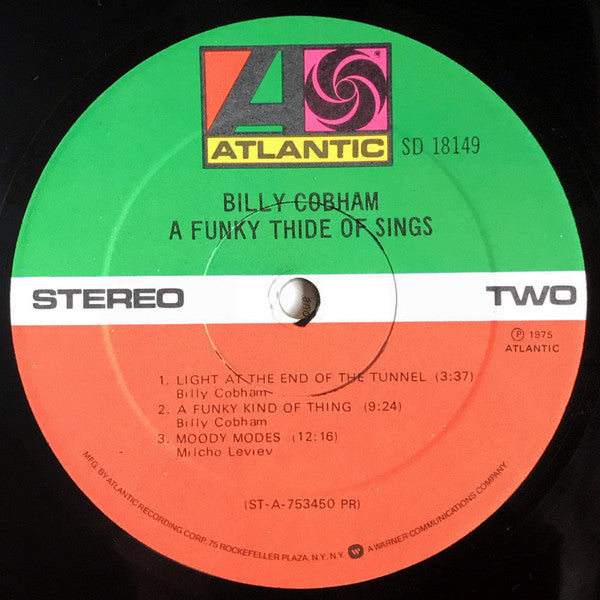 ATLANTIC
SD 18149
BILLY COBHAM
A FUNKY THIDE OF SINGS
STEREO
TWO
℗ 1975
ATLANTIC
1. LIGHT AT THE END OF THE TUNNEL (3:37)
Billy Cobham
2. A FUNKY KIND OF THING (9:24)
Billy Cobham
3. MOODY MODES (12:16)
Milcho Leviev
(ST-A-753450 PR)
MFG. BY ATLANTIC RECORDING CORP., 75 ROCKEFELLER PLAZA, N.Y. N.Y. A WARNER COMMUNICATIONS COMPANY